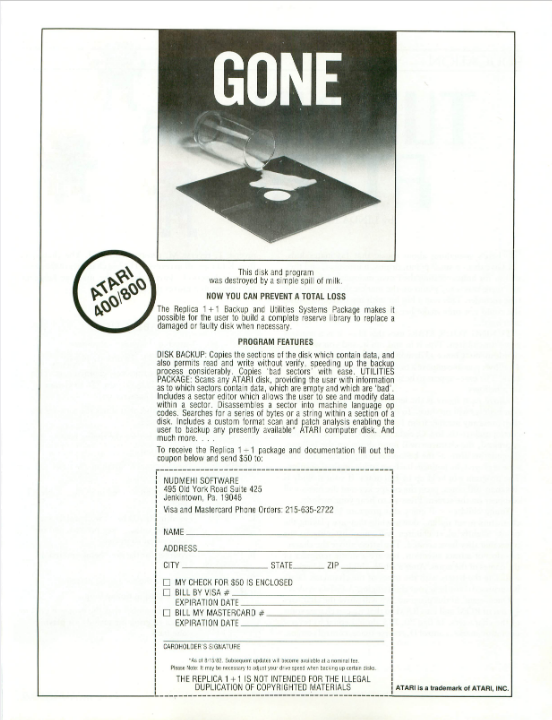 GONE
This disk and program
was destroyed by a simple spill of milk.
ATARI
400/800
NOW YOU CAN PREVENT A TOTAL LOSS
The Replica 1+1 Backup and Utilities Systems Package makes it
possible for the user to build a complete reserve library to replace a
damaged or faulty disk when necessary.
PROGRAM FEATURES
DISK BACKUP: Copies the sections of the disk which contain data, and
also permits read and write without verify, speeding up the backup
process considerably. Copies 'bad sectors' with ease. UTILITIES
PACKAGE: Scans any ATARI disk, providing the user with information
as to which sectors contain data, which are empty and which are 'bad'.
Includes a sector editor which allows the user to see and modify data
within a sector. Disassembles a sector into machine language op
codes. Searches for a series of bytes or a string within a section of a
disk. Includes a custom format scan and patch analysis enabling the
user to backup any presently available* ATARI computer disk. And
much more. . . .
To receive the Replica 1+1 package and documentation fill out the
coupon below and send $50 to:
NUDMEHI SOFTWARE
495 Old York Road Suite 425
Jenkintown, Pa. 19046
Visa and Mastercard Phone Orders: 215-635-2722
NAME
ADDRESS
CITY STATE ZIP
MY CHECK FOR $50 IS ENCLOSED
BILL BY VISA #
EXPIRATION DATE
BILL MY MASTERCARD #
EXPIRATION DATE
CARDHOLDER'S SIGNATURE
*As of 8/15/82. Subsequent updates will become available at a nominal fee.
Please Note: It may be necessary to adjust your drive speed when backing up certain disks.
THE REPLICA 1+1 IS NOT INTENDED FOR THE ILLEGAL
DUPLICATION OF COPYRIGHTED MATERIALS
ATARI is a trademark of ATARI, INC.